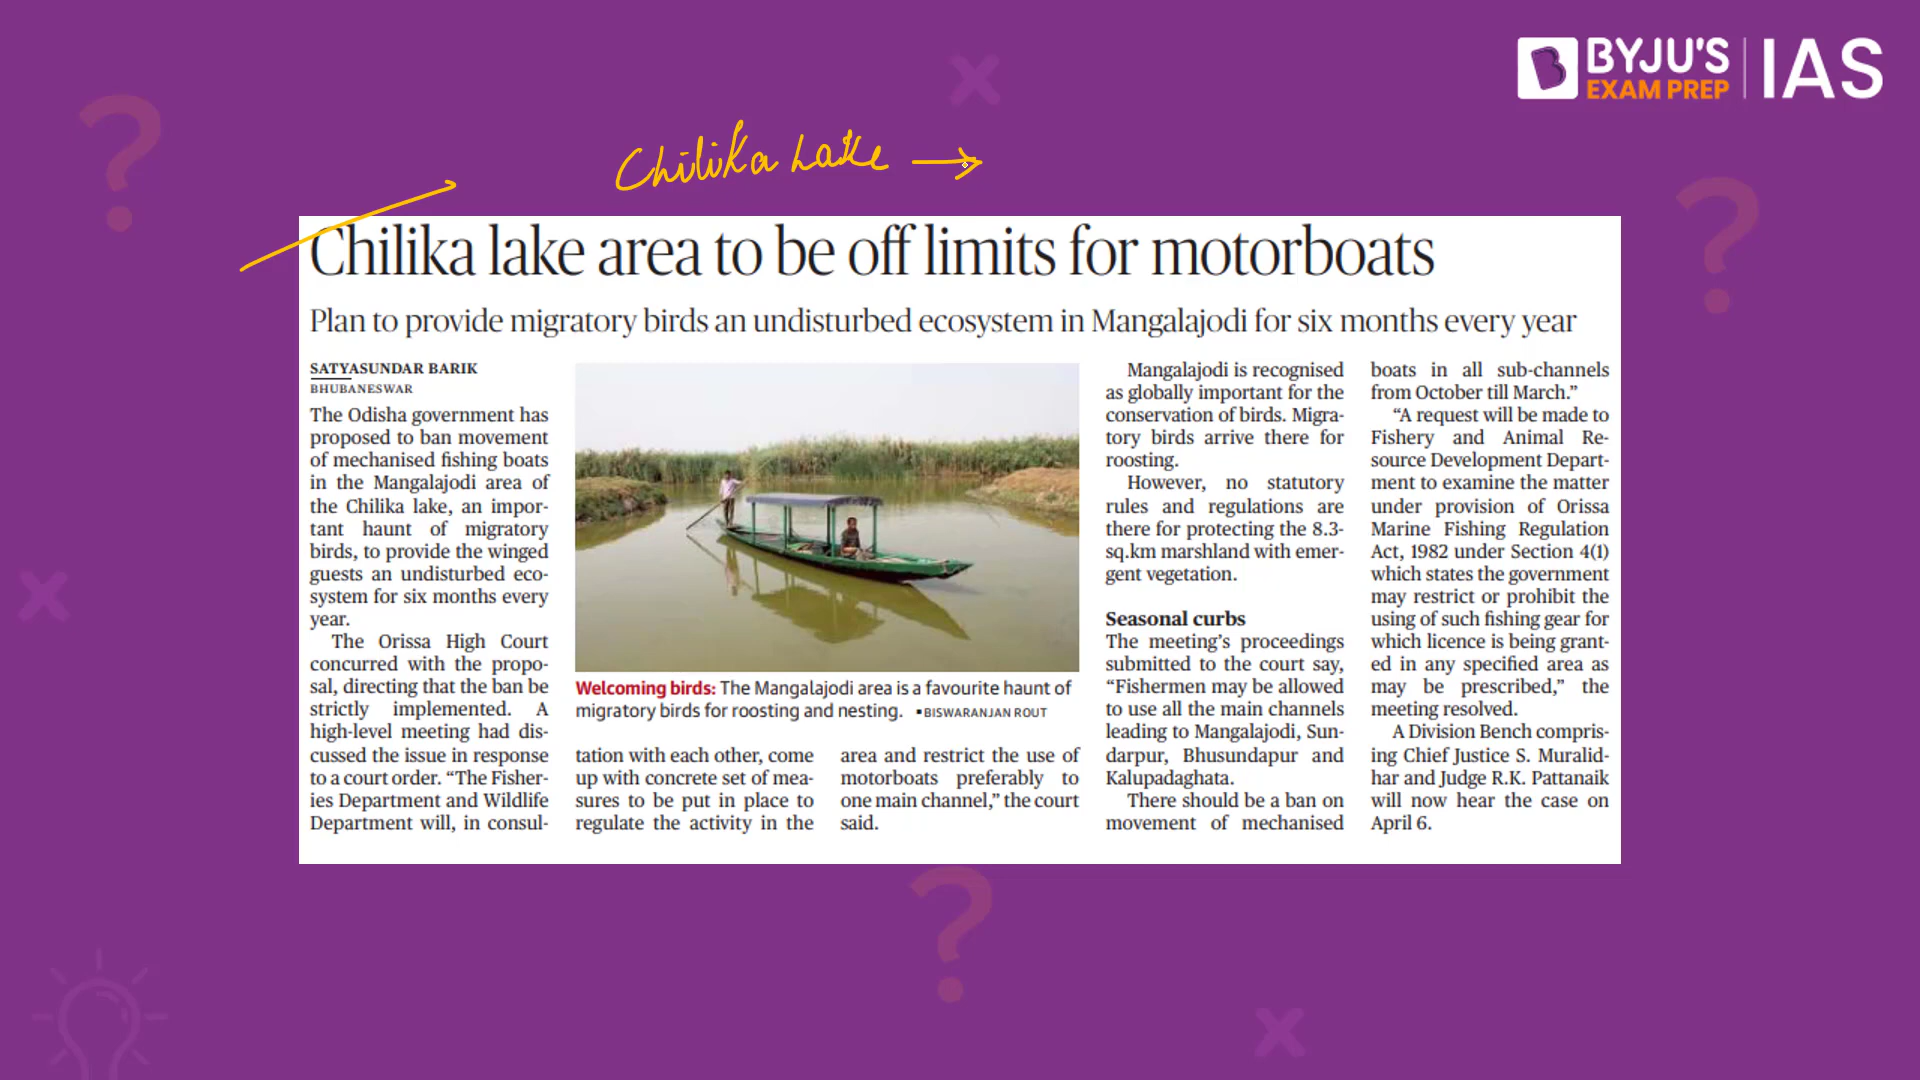 BYJU'S
EXAM PREP
IAS
Chilika Lake →
Chilika lake area to be off limits for motorboats
Plan to provide migratory birds an undisturbed ecosystem in Mangalajodi for six months every year
SATYASUNDAR BARIK
BHUBANESWAR
The Odisha government has
proposed to ban movement
of mechanised fishing boats
in the Mangalajodi area of
the Chilika lake, an impor-
tant haunt of migratory
birds, to provide the winged
guests an undisturbed eco-
system for six months every
year.
The Orissa High Court
concurred with the propo-
sal, directing that the ban be
strictly implemented. A
high-level meeting had dis-
cussed the issue in response
to a court order. “The Fisher-
ies Department and Wildlife
Department will, in consul-
Welcoming birds: The Mangalajodi area is a favourite haunt of
migratory birds for roosting and nesting. ▪BISWARANJAN ROUT
tation with each other, come
up with concrete set of mea-
sures to be put in place to
regulate the activity in the
area and restrict the use of
motorboats preferably to
one main channel,” the court
said.
Mangalajodi is recognised
as globally important for the
conservation of birds. Migra-
tory birds arrive there for
roosting.
However, no statutory
rules and regulations are
there for protecting the 8.3-
sq.km marshland with emer-
gent vegetation.
Seasonal curbs
The meeting’s proceedings
submitted to the court say,
“Fishermen may be allowed
to use all the main channels
leading to Mangalajodi, Sun-
darpur, Bhusundapur and
Kalupadaghata.
There should be a ban on
movement of mechanised
boats in all sub-channels
from October till March.”
“A request will be made to
Fishery and Animal Re-
source Development Depart-
ment to examine the matter
under provision of Orissa
Marine Fishing Regulation
Act, 1982 under Section 4(1)
which states the government
may restrict or prohibit the
using of such fishing gear for
which licence is being grant-
ed in any specified area as
may be prescribed,” the
meeting resolved.
A Division Bench compris-
ing Chief Justice S. Muralid-
har and Judge R.K. Pattanaik
will now hear the case on
April 6.